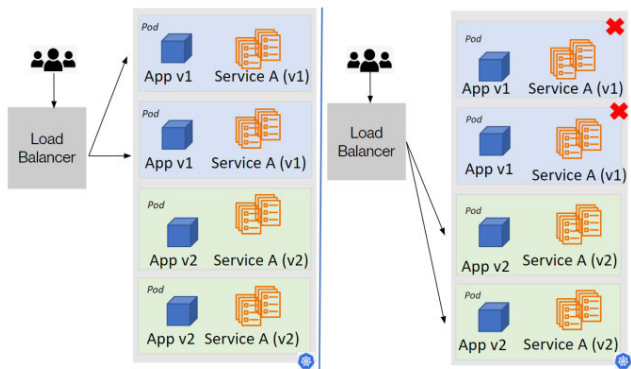 Pod
App v1 Service A (v1)
Pod
App v1 Service A (v1)
Pod
App v2 Service A (v2)
Pod
App v2 Service A (v2)
Load
Balancer
Pod
App v1 Service A (v1)
Pod
App v1 Service A (v1)
Pod
App v2 Service A (v2)
Pod
App v2 Service A (v2)
Load
Balancer